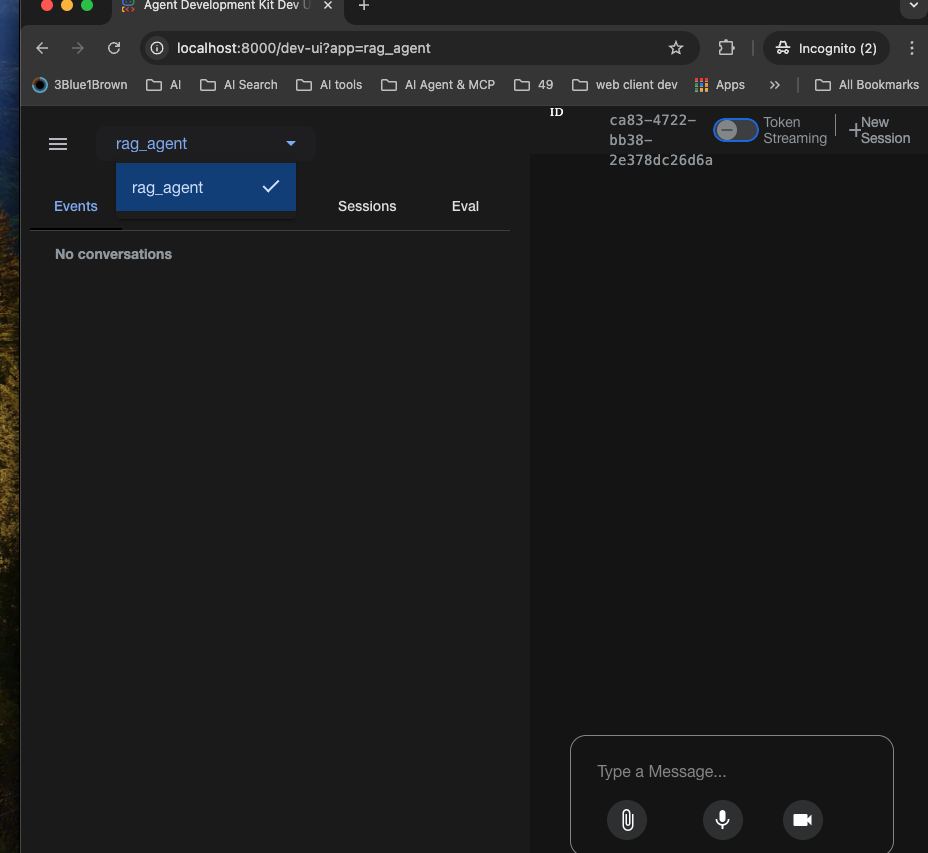 Agent Development Kit Dev U
localhost:8000/dev-ui?app=rag_agent
Incognito (2)
3Blue1Brown
AI
AI Search
AI tools
AI Agent & MCP
49
web client dev
Apps
All Bookmarks
rag_agent
rag_agent
Events
Sessions
Eval
No conversations
ID
ca83-4722-
bb38-
2e378dc26d6a
Token
Streaming
New
Session
Type a Message...